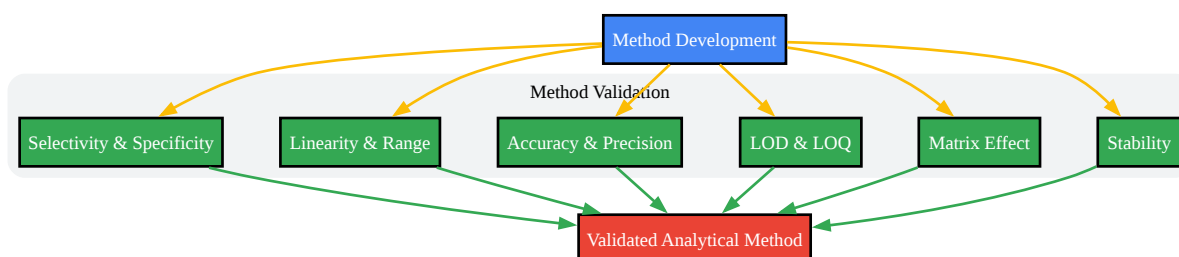 Method Development
Method Validation
Selectivity & Specificity
Linearity & Range
Accuracy & Precision
LOD & LOQ
Matrix Effect
Stability
Validated Analytical Method